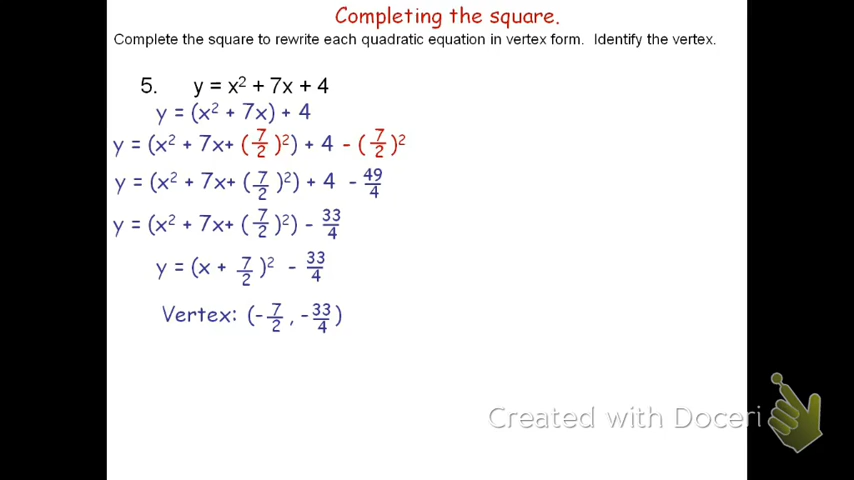 Completing the square.
Complete the square to rewrite each quadratic equation in vertex form. Identify the vertex.
5. y = x² + 7x + 4
y = (x² + 7x) + 4
y = (x² + 7x+ (7/2)²) + 4 - (7/2)²
y = (x² + 7x+ (7/2)²) + 4 - 49/4
y = (x² + 7x+ (7/2)²) - 33/4
y = (x + 7/2)² - 33/4
Vertex: (-7/2, -33/4)
Created with Doceri